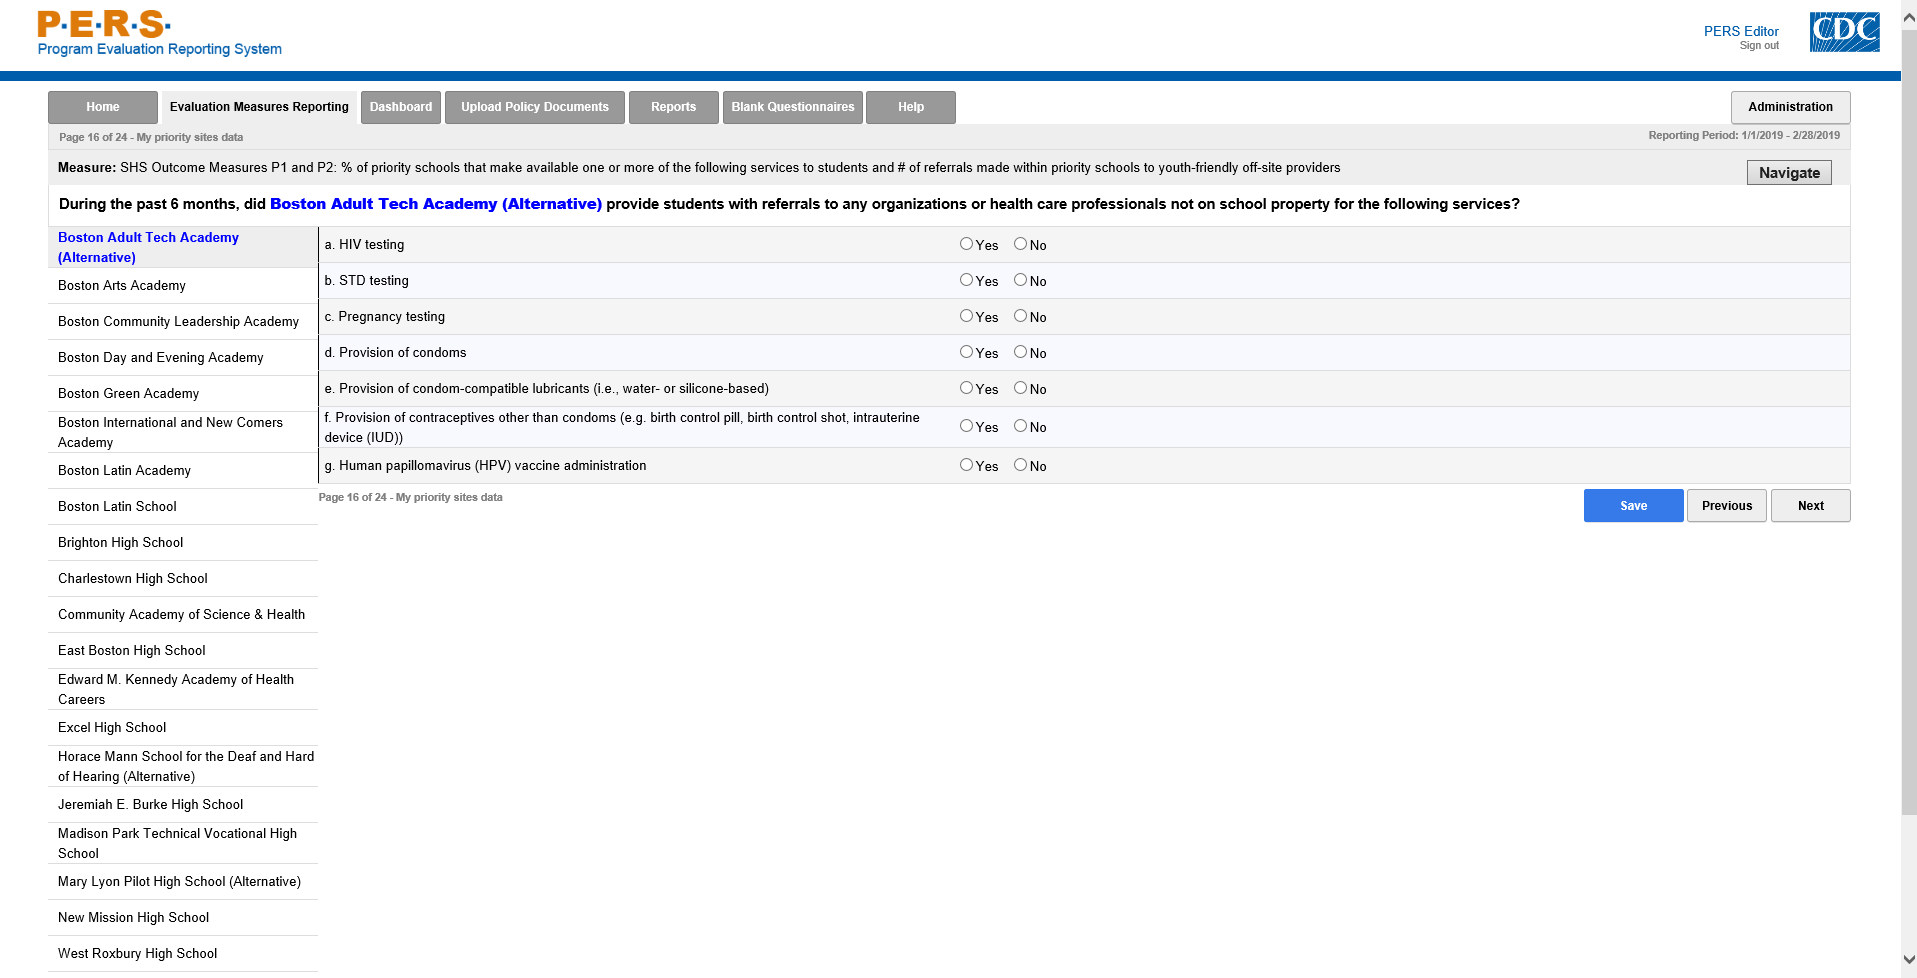 P·E·R·S·
Program Evaluation Reporting System
PERS Editor
Sign out
CDC
Home
Evaluation Measures Reporting
Dashboard
Upload Policy Documents
Reports
Blank Questionnaires
Help
Administration
Page 16 of 24 - My priority sites data
Reporting Period: 1/1/2019 - 2/28/2019
Measure: SHS Outcome Measures P1 and P2: % of priority schools that make available one or more of the following services to students and # of referrals made within priority schools to youth-friendly off-site providers
Navigate
During the past 6 months, did Boston Adult Tech Academy (Alternative) provide students with referrals to any organizations or health care professionals not on school property for the following services?
Boston Adult Tech Academy
(Alternative)
Boston Arts Academy
Boston Community Leadership Academy
Boston Day and Evening Academy
Boston Green Academy
Boston International and New Comers
Academy
Boston Latin Academy
Boston Latin School
Brighton High School
Charlestown High School
Community Academy of Science & Health
East Boston High School
Edward M. Kennedy Academy of Health
Careers
Excel High School
Horace Mann School for the Deaf and Hard
of Hearing (Alternative)
Jeremiah E. Burke High School
Madison Park Technical Vocational High
School
Mary Lyon Pilot High School (Alternative)
New Mission High School
West Roxbury High School
a. HIV testing Yes No
b. STD testing Yes No
c. Pregnancy testing Yes No
d. Provision of condoms Yes No
e. Provision of condom-compatible lubricants (i.e., water- or silicone-based) Yes No
f. Provision of contraceptives other than condoms (e.g. birth control pill, birth control shot, intrauterine
device (IUD)) Yes No
g. Human papillomavirus (HPV) vaccine administration Yes No
Page 16 of 24 - My priority sites data
Save
Previous
Next